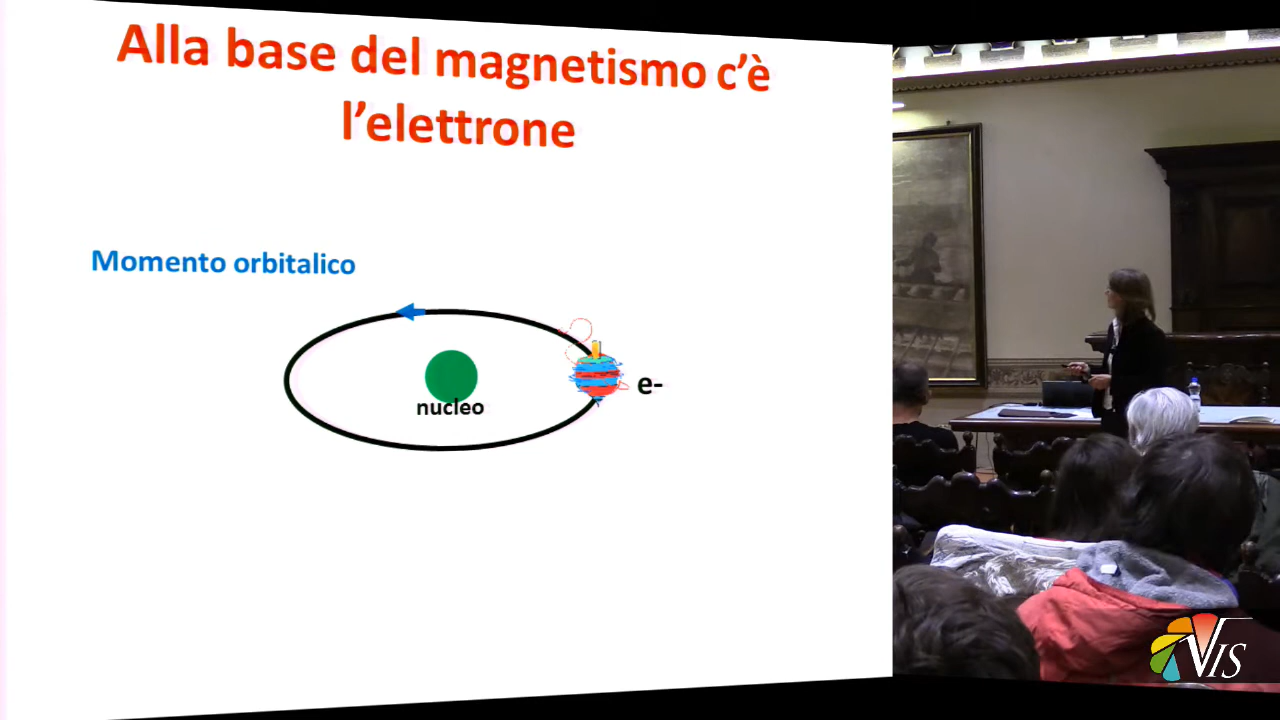 Alla base del magnetismo c'è
l'elettrone
Momento orbitalico
e-
nucleo
VIS